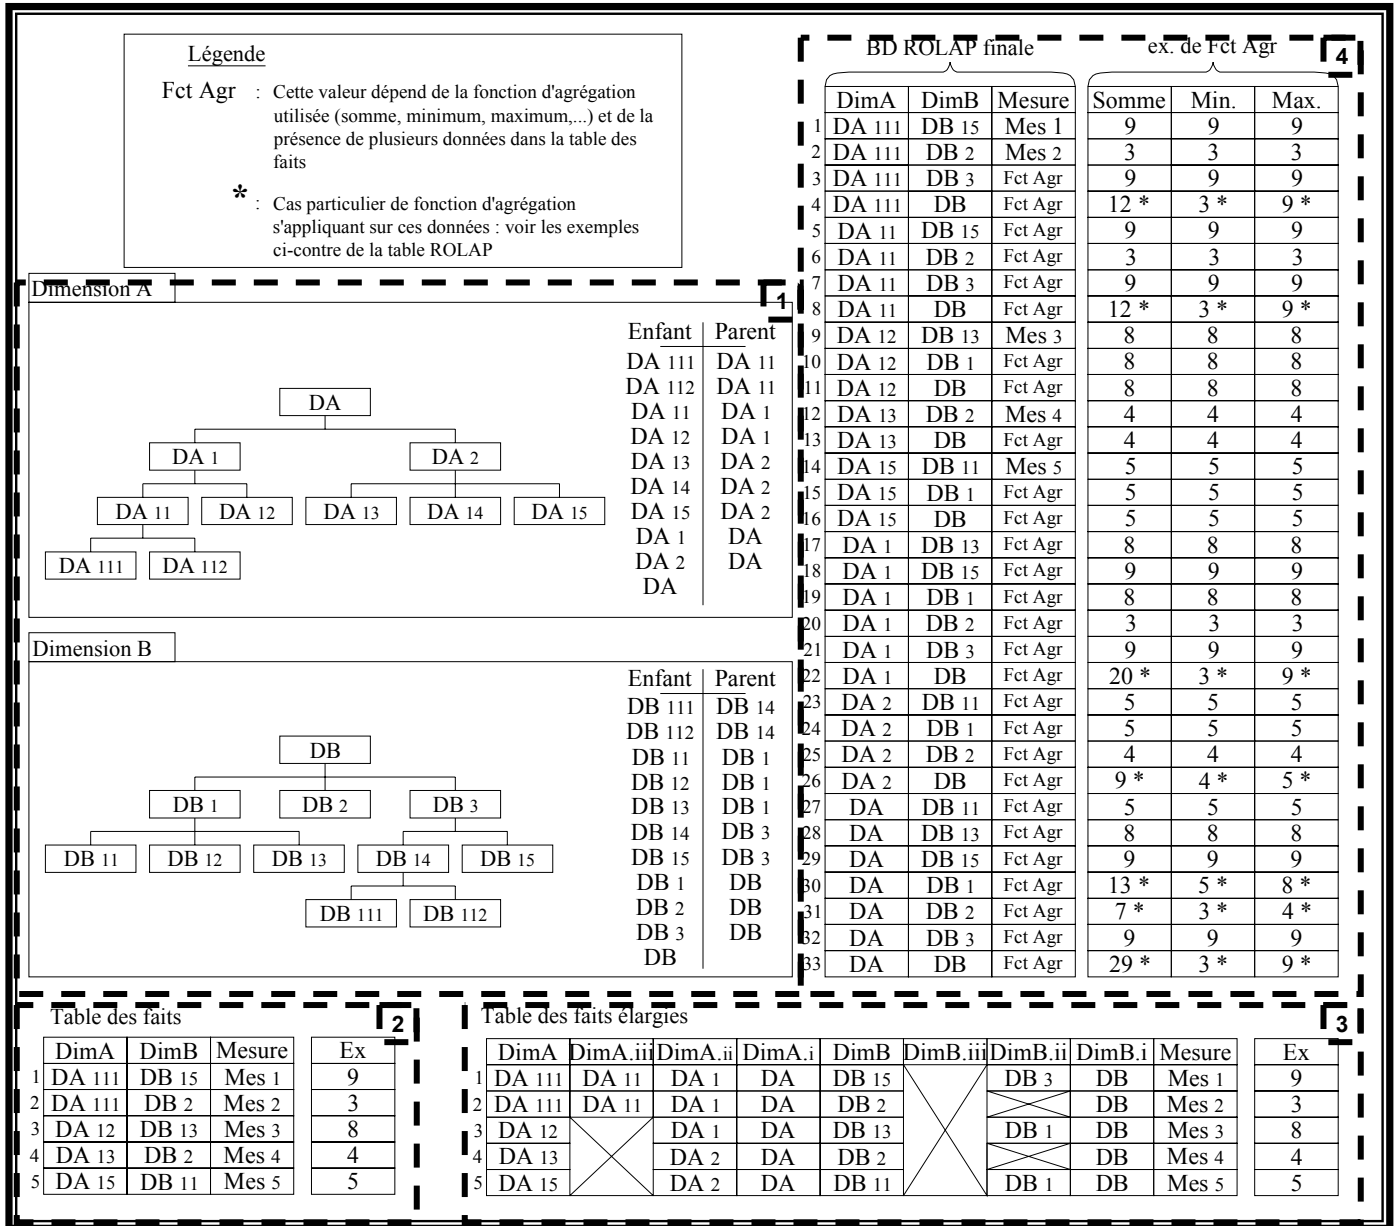 Légende
Fct Agr : Cette valeur dépend de la fonction d'agrégation
utilisée (somme, minimum, maximum,...) et de la
présence de plusieurs données dans la table des
faits
* : Cas particulier de fonction d'agrégation
s'appliquant sur ces données : voir les exemples
ci-contre de la table ROLAP
Dimension A
1
DA
DA 1 DA 2
DA 11 DA 12 DA 13 DA 14 DA 15
DA 111 DA 112
Enfant Parent
DA 111 DA 11
DA 112 DA 11
DA 11 DA 1
DA 12 DA 1
DA 13 DA 2
DA 14 DA 2
DA 15 DA 2
DA 1 DA
DA 2 DA
DA
Dimension B
DB
DB 1 DB 2 DB 3
DB 11 DB 12 DB 13 DB 14 DB 15
DB 111 DB 112
Enfant Parent
DB 111 DB 14
DB 112 DB 14
DB 11 DB 1
DB 12 DB 1
DB 13 DB 1
DB 14 DB 3
DB 15 DB 3
DB 1 DB
DB 2 DB
DB 3 DB
DB
BD ROLAP finale ex. de Fct Agr 4
DimA DimB Mesure Somme Min. Max.
1 DA 111 DB 15 Mes 1 9 9 9
2 DA 111 DB 2 Mes 2 3 3 3
3 DA 111 DB 3 Fct Agr 9 9 9
4 DA 111 DB Fct Agr 12 * 3 * 9 *
5 DA 11 DB 15 Fct Agr 9 9 9
6 DA 11 DB 2 Fct Agr 3 3 3
7 DA 11 DB 3 Fct Agr 9 9 9
8 DA 11 DB Fct Agr 12 * 3 * 9 *
9 DA 12 DB 13 Mes 3 8 8 8
10 DA 12 DB 1 Fct Agr 8 8 8
11 DA 12 DB Fct Agr 8 8 8
12 DA 13 DB 2 Mes 4 4 4 4
13 DA 13 DB Fct Agr 4 4 4
14 DA 15 DB 11 Mes 5 5 5 5
15 DA 15 DB 1 Fct Agr 5 5 5
16 DA 15 DB Fct Agr 5 5 5
17 DA 1 DB 13 Fct Agr 8 8 8
18 DA 1 DB 15 Fct Agr 9 9 9
19 DA 1 DB 1 Fct Agr 8 8 8
20 DA 1 DB 2 Fct Agr 3 3 3
21 DA 1 DB 3 Fct Agr 9 9 9
22 DA 1 DB Fct Agr 20 * 3 * 9 *
23 DA 2 DB 11 Fct Agr 5 5 5
24 DA 2 DB 1 Fct Agr 5 5 5
25 DA 2 DB 2 Fct Agr 4 4 4
26 DA 2 DB Fct Agr 9 * 4 * 5 *
27 DA DB 11 Fct Agr 5 5 5
28 DA DB 13 Fct Agr 8 8 8
29 DA DB 15 Fct Agr 9 9 9
30 DA DB 1 Fct Agr 13 * 5 * 8 *
31 DA DB 2 Fct Agr 7 * 3 * 4 *
32 DA DB 3 Fct Agr 9 9 9
33 DA DB Fct Agr 29 * 3 * 9 *
Table des faits 2
DimA DimB Mesure Ex
1 DA 111 DB 15 Mes 1 9
2 DA 111 DB 2 Mes 2 3
3 DA 12 DB 13 Mes 3 8
4 DA 13 DB 2 Mes 4 4
5 DA 15 DB 11 Mes 5 5
Table des faits élargies 3
DimA DimA.iii DimA.ii DimA.i DimB DimB.iii DimB.ii DimB.i Mesure Ex
1 DA 111 DA 11 DA 1 DA DB 15 DB 3 DB Mes 1 9
2 DA 111 DA 11 DA 1 DA DB 2 DB Mes 2 3
3 DA 12 DA 1 DA DB 13 DB 1 DB Mes 3 8
4 DA 13 DA 2 DA DB 2 DB Mes 4 4
5 DA 15 DA 2 DA DB 11 DB 1 DB Mes 5 5